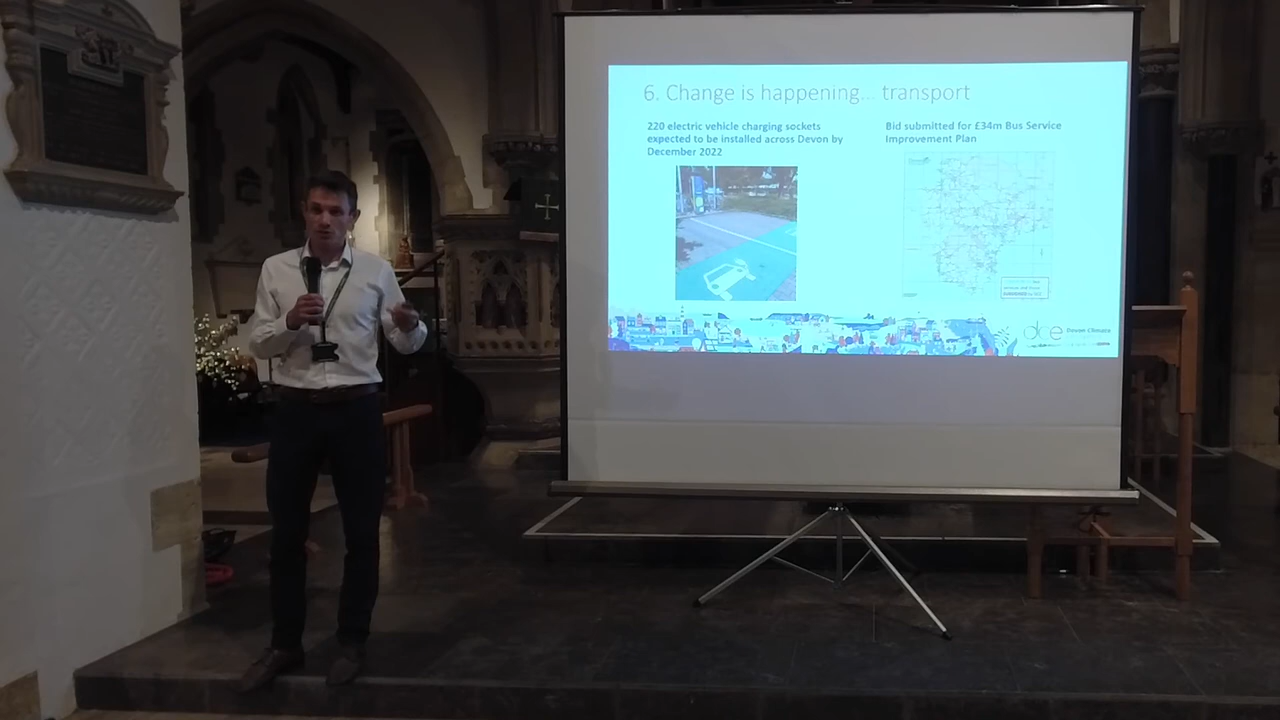 6. Change is happening... transport
220 electric vehicle charging sockets
expected to be installed across Devon by
December 2022
Bid submitted for £34m Bus Service
Improvement Plan
dce Devon Climate